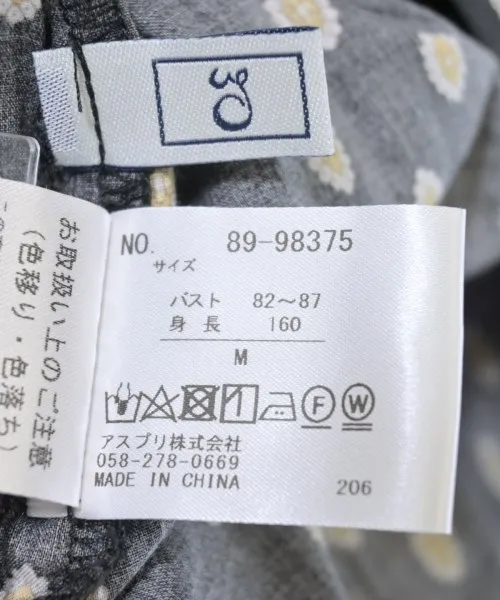 NO. 89-98375
サイズ
バスト 82～87
身長 160
M
F W
アスブリ株式会社
058-278-0669
MADE IN CHINA 206
お取扱い上のご注意
（色移り・色落ち）